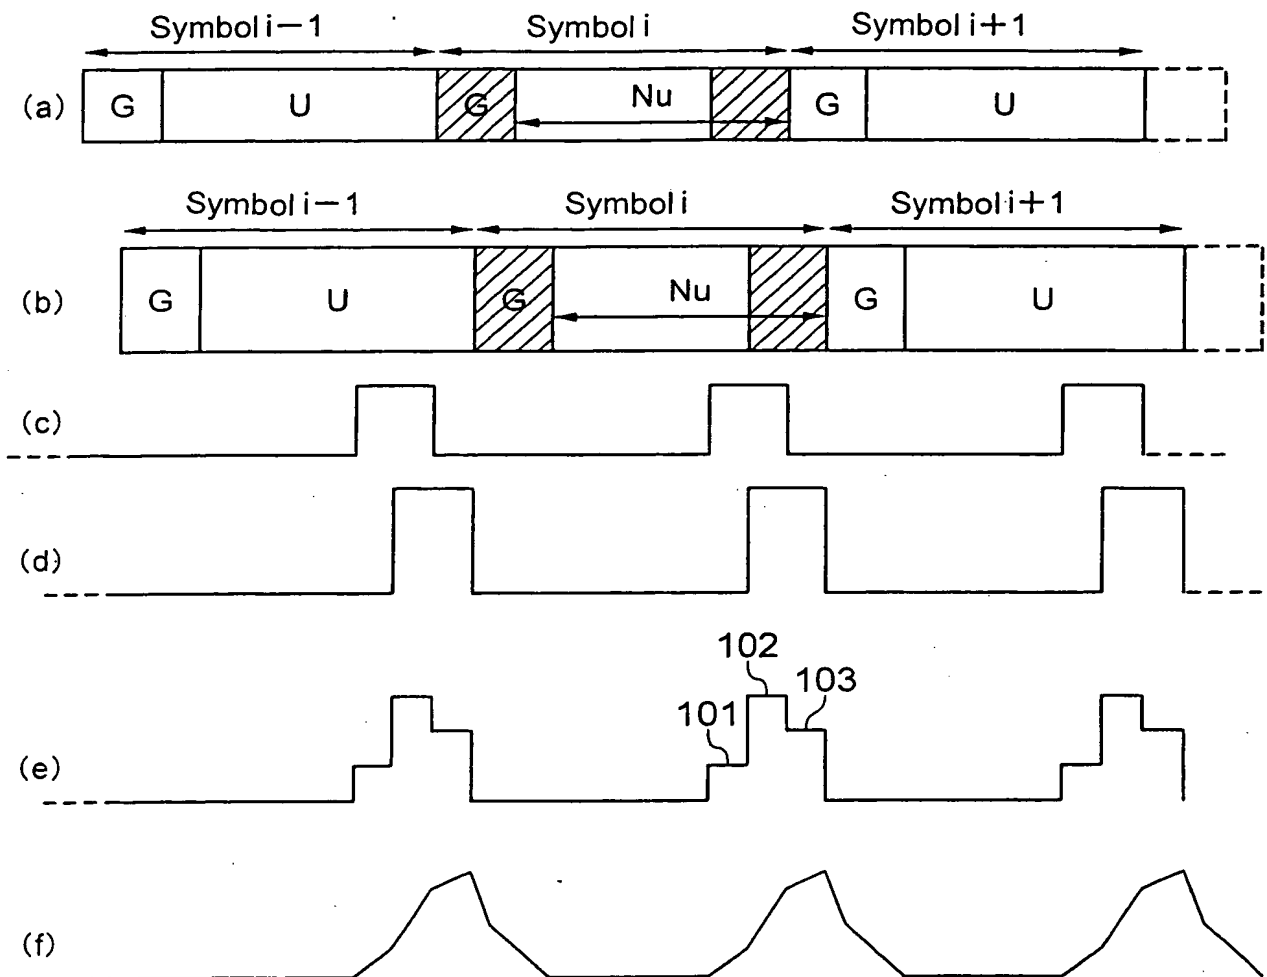 Symbol i−1 Symbol i Symbol i+1
(a) G U G Nu G U
Symbol i−1 Symbol i Symbol i+1
(b) G U G Nu G U
(c)
(d)
102
101 103
(e)
(f)